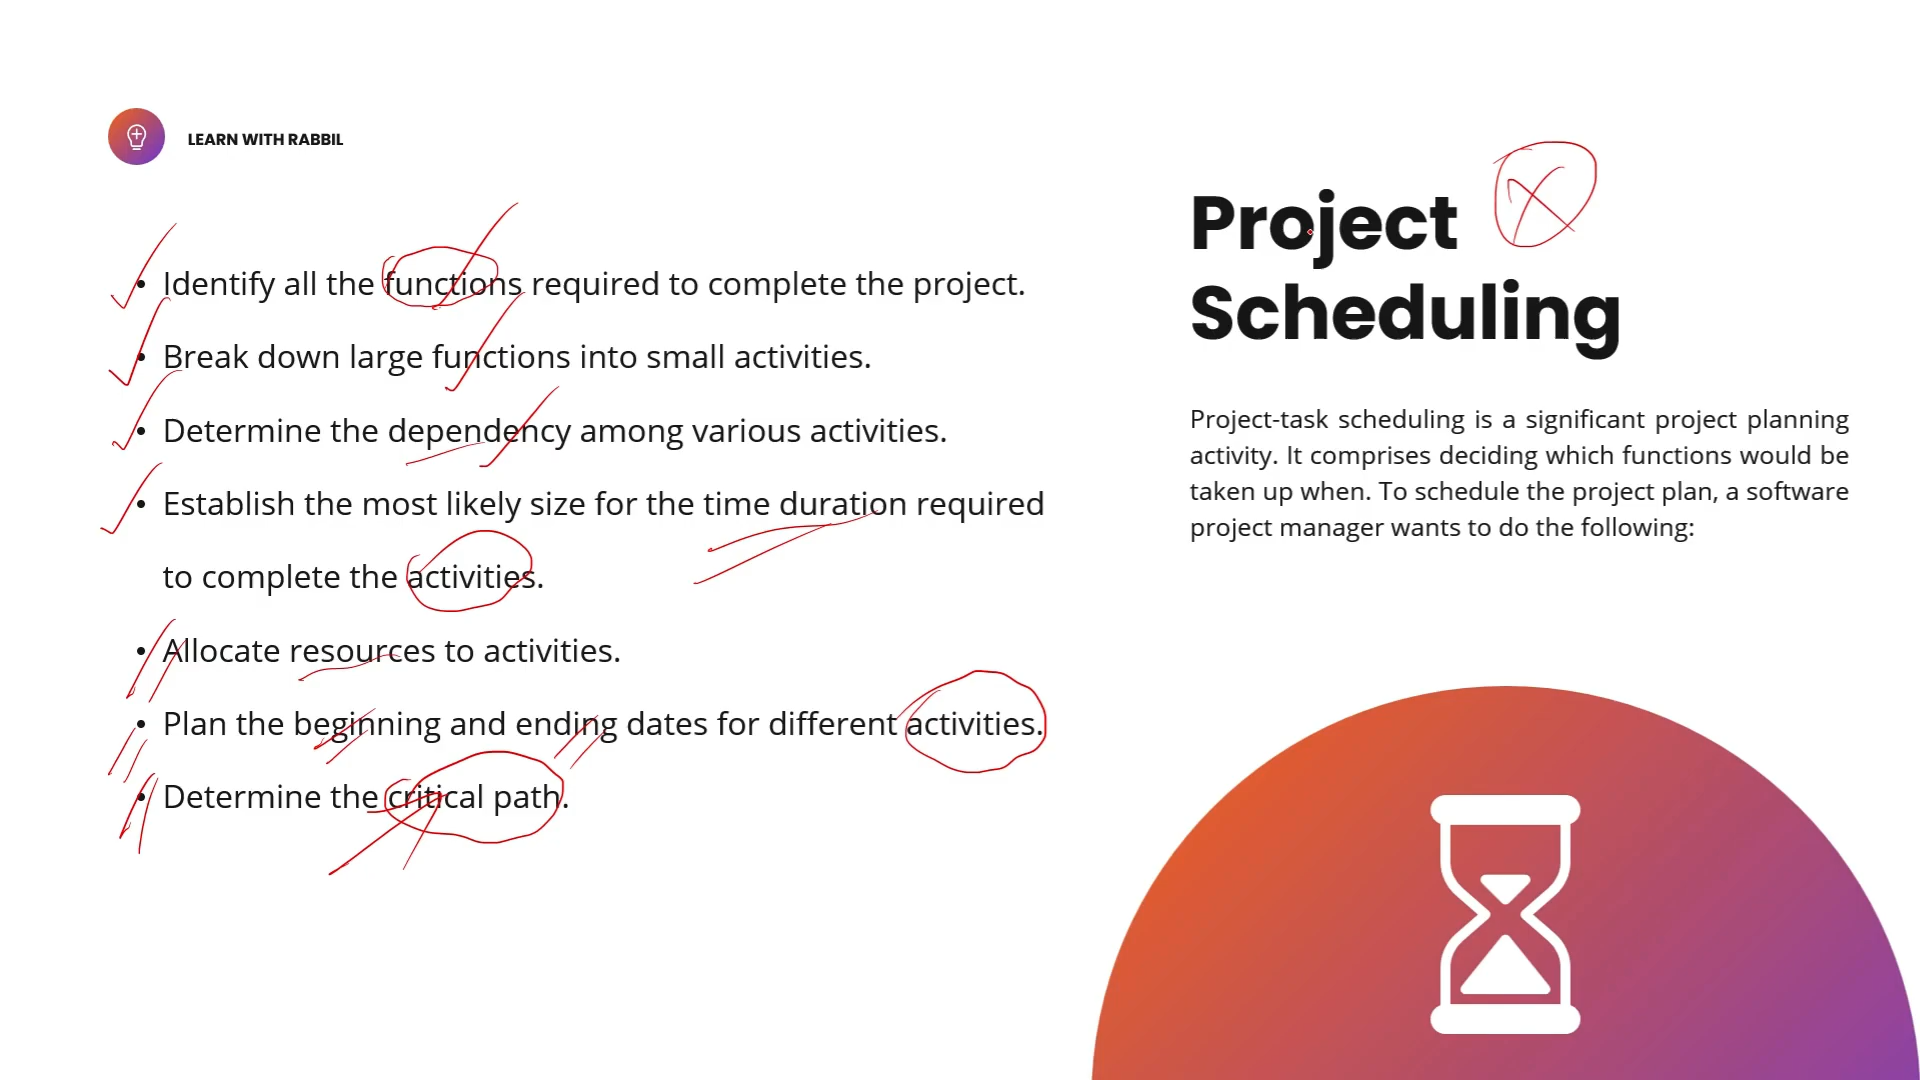 LEARN WITH RABBIL
• Identify all the functions required to complete the project.
• Break down large functions into small activities.
• Determine the dependency among various activities.
• Establish the most likely size for the time duration required
to complete the activities.
• Allocate resources to activities.
• Plan the beginning and ending dates for different activities.
• Determine the critical path.
Project
Scheduling
Project-task scheduling is a significant project planning
activity. It comprises deciding which functions would be
taken up when. To schedule the project plan, a software
project manager wants to do the following: